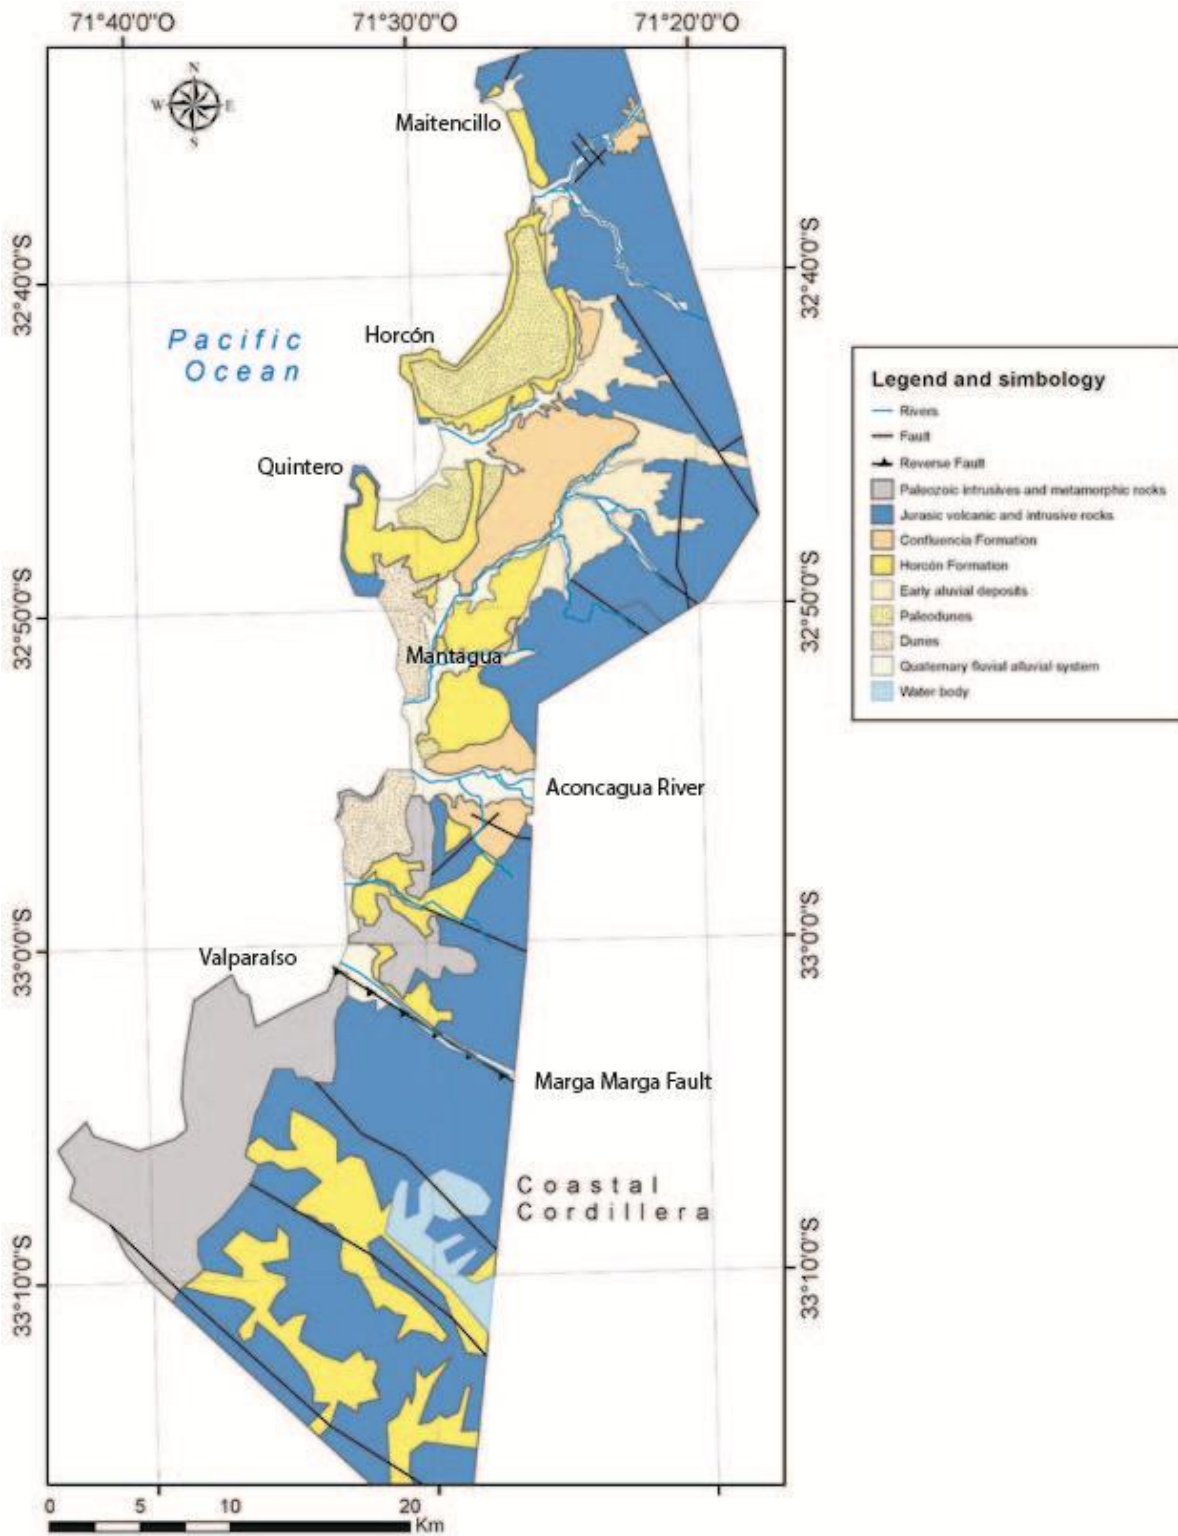 71°40'0"O
71°30'0"O
71°20'0"O
N
W
E
S
Maitencillo
32°40'0"S
32°40'0"S
Pacific
Ocean
Horcón
Legend and simbology
Rivers
Fault
Reverse Fault
Paleozoic intrusives and metamorphic rocks
Jurasic volcanic and intrusive rocks
Confluencia Formation
Horcón Formation
Early aluvial deposits
Paleodunes
Dunes
Quaternary fluvial alluvial system
Water body
Quintero
32°50'0"S
32°50'0"S
Mantagua
Aconcagua River
33°0'0"S
33°0'0"S
Valparaíso
Marga Marga Fault
Coastal
Cordillera
33°10'0"S
33°10'0"S
0 5 10 20
Km